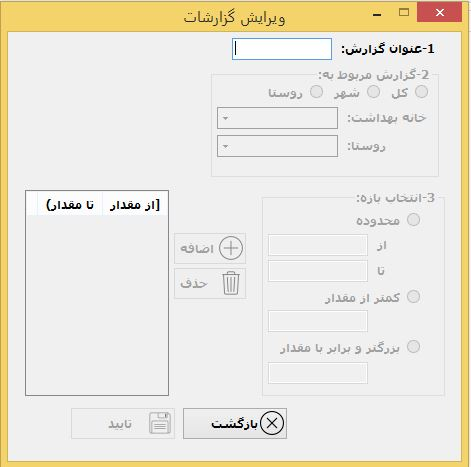 ویرایش گزارشات
1-عنوان گزارش:
2-گزارش مربوط به:
کل شهر روستا
خانه بهداشت:
روستا:
3-انتخاب بازه:
محدوده
از
تا
کمتر از مقدار
بزرگتر و برابر با مقدار
اضافه
حذف
[از مقدار تا مقدار)
بازگشت
تایید